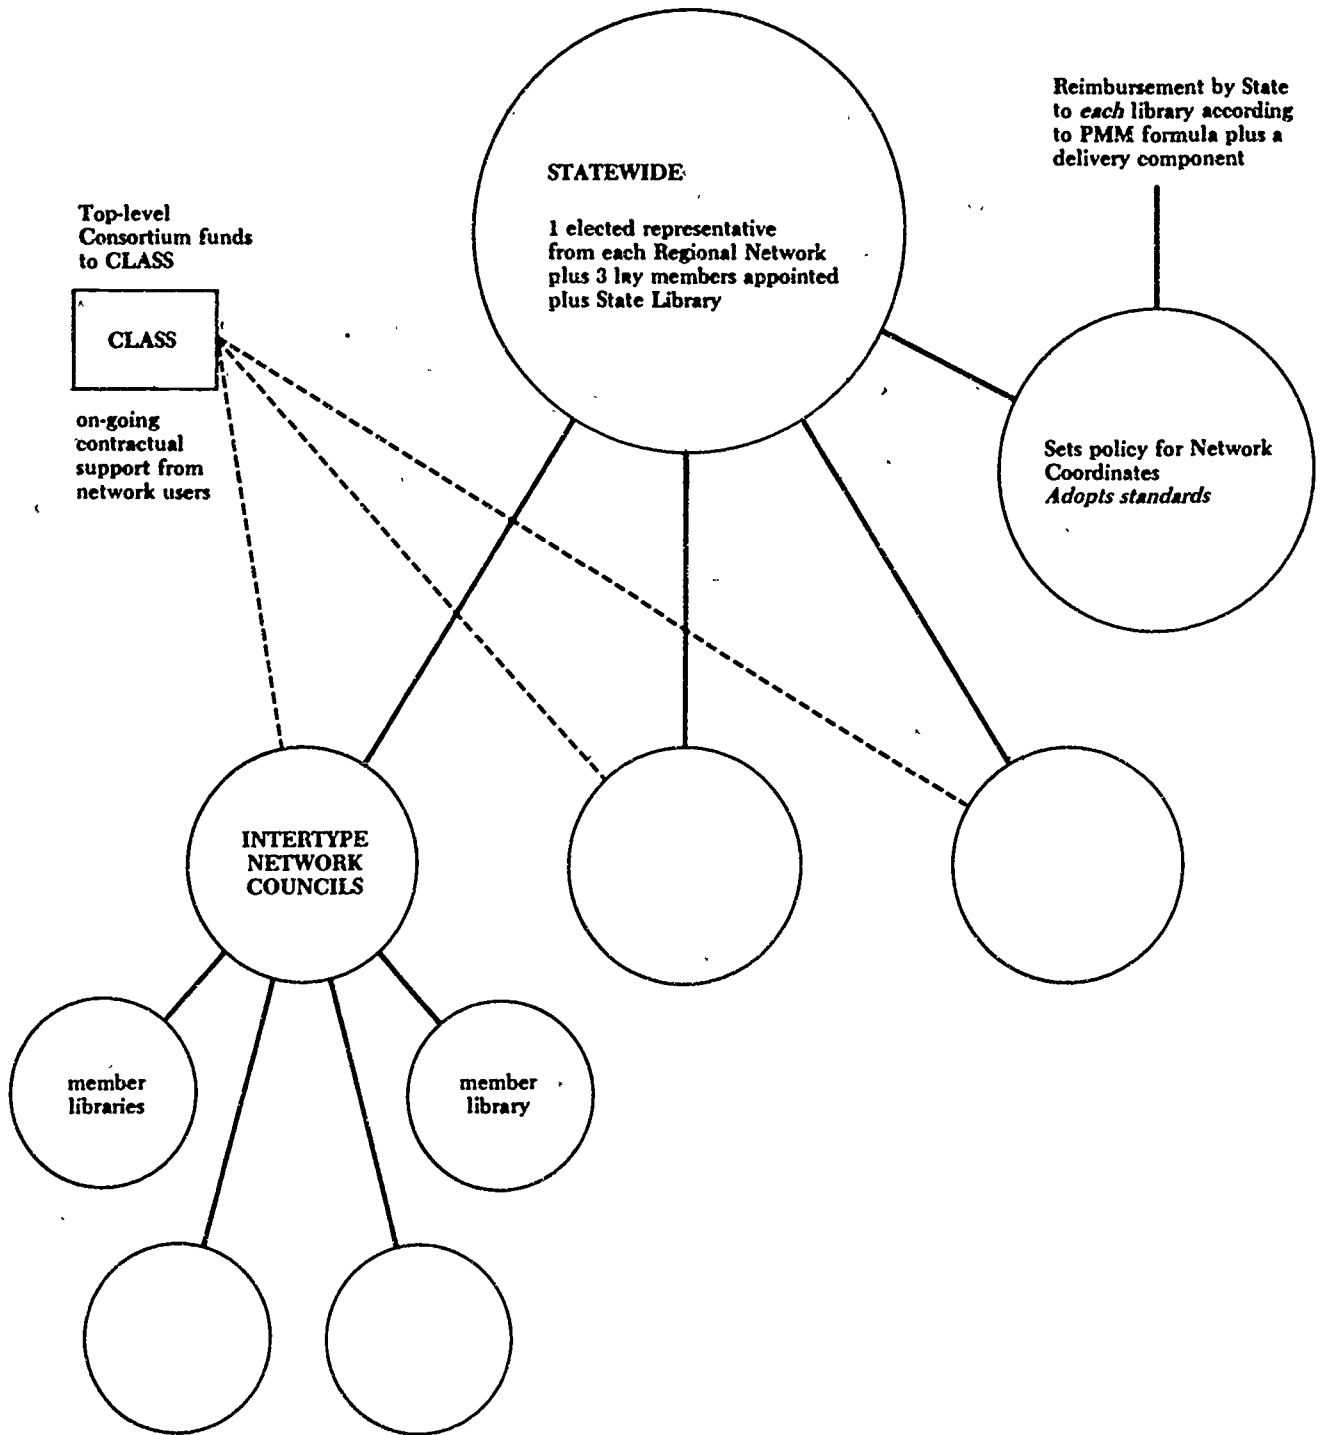 Reimbursement by State
to each library according
to PMM formula plus a
delivery component
STATEWIDE
1 elected representative
from each Regional Network
plus 3 lay members appointed
plus State Library
Top-level
Consortium funds
to CLASS
CLASS
on-going
contractual
support from
network users
Sets policy for Network
Coordinates
Adopts standards
INTERTYPE
NETWORK
COUNCILS
member
libraries
member
library